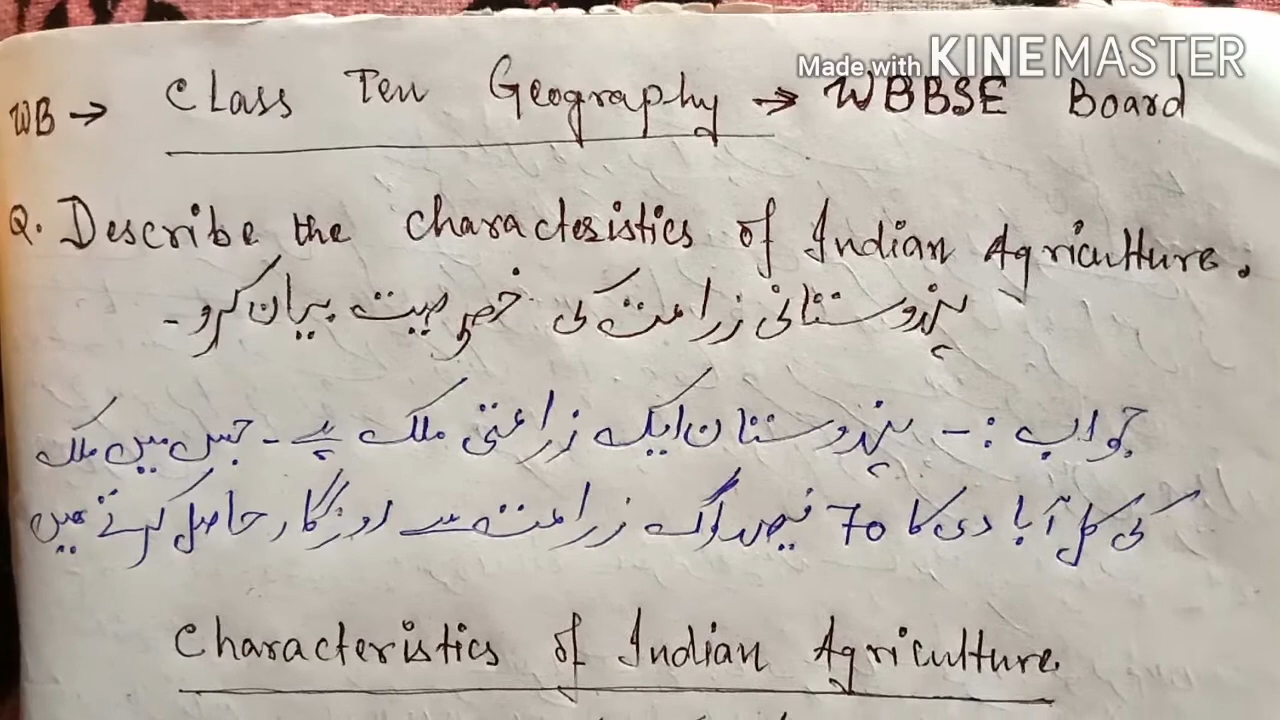 Made with KINEMASTER
WB → Class Ten Geography → WBBSE Board
Q. Describe the characteristics of Indian Agriculture.
ہندوستانی زراعت کی خصوصیت بیان کرو۔
جواب :- ہندوستان ایک زراعتی ملک ہے۔ جس میں ملک
کی کل آبادی کا 70 فیصد لوگ زراعت سے روزگار حاصل کرتے ہیں
Characteristics of Indian Agriculture